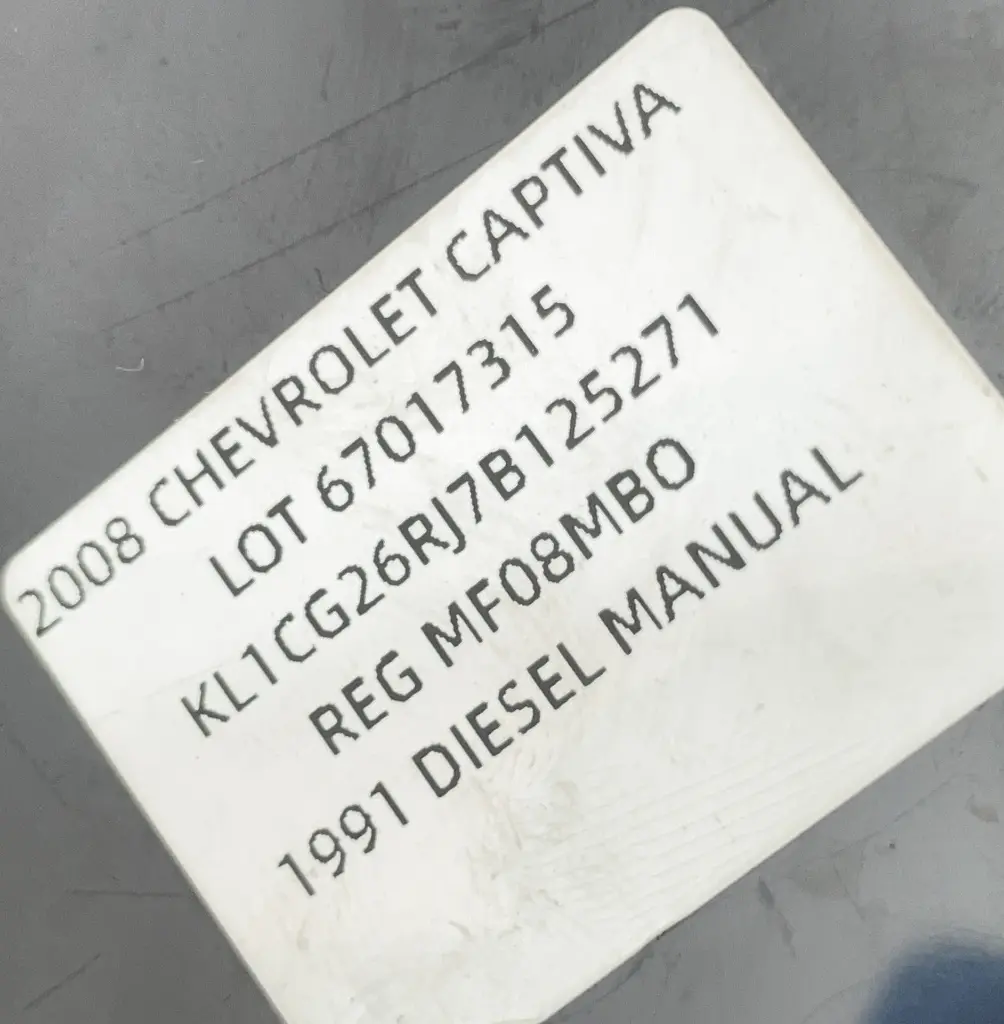 2008 CHEVROLET CAPTIVA
LOT 67017315
KL1CG26RJ7B125271
REG MF08MBO
1991 DIESEL MANUAL